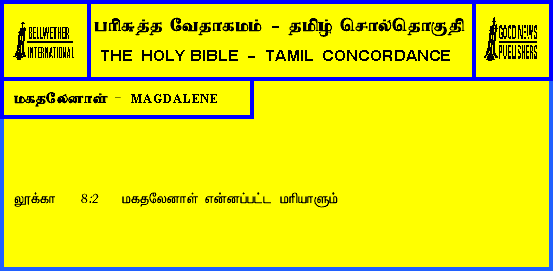 BELLWETHER
INTERNATIONAL
பரிசுத்த வேதாகமம் - தமிழ் சொல்தொகுதி
THE HOLY BIBLE - TAMIL CONCORDANCE
GOOD NEWS
PUBLISHERS
மகதலேனாள் - MAGDALENE
லூக்கா 8:2 மகதலேனாள் என்னப்பட்ட மரியாளும்